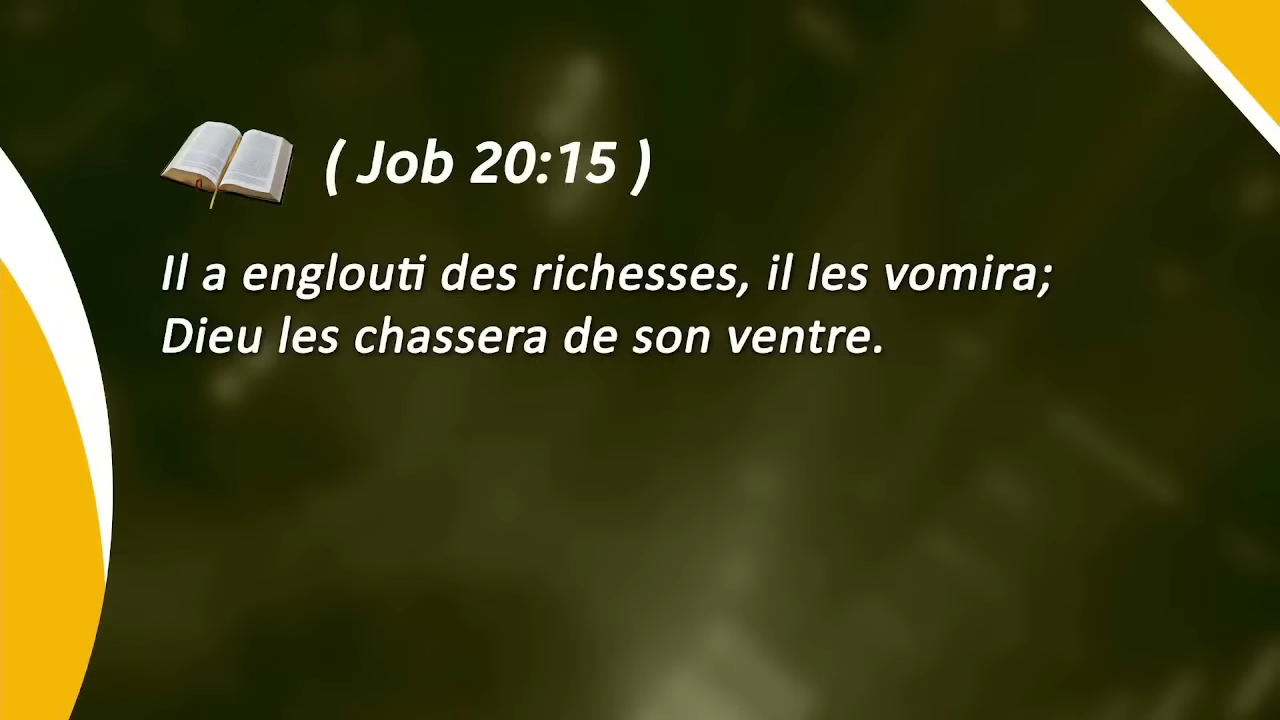 ( Job 20:15 )
Il a englouti des richesses, il les vomira;
Dieu les chassera de son ventre.